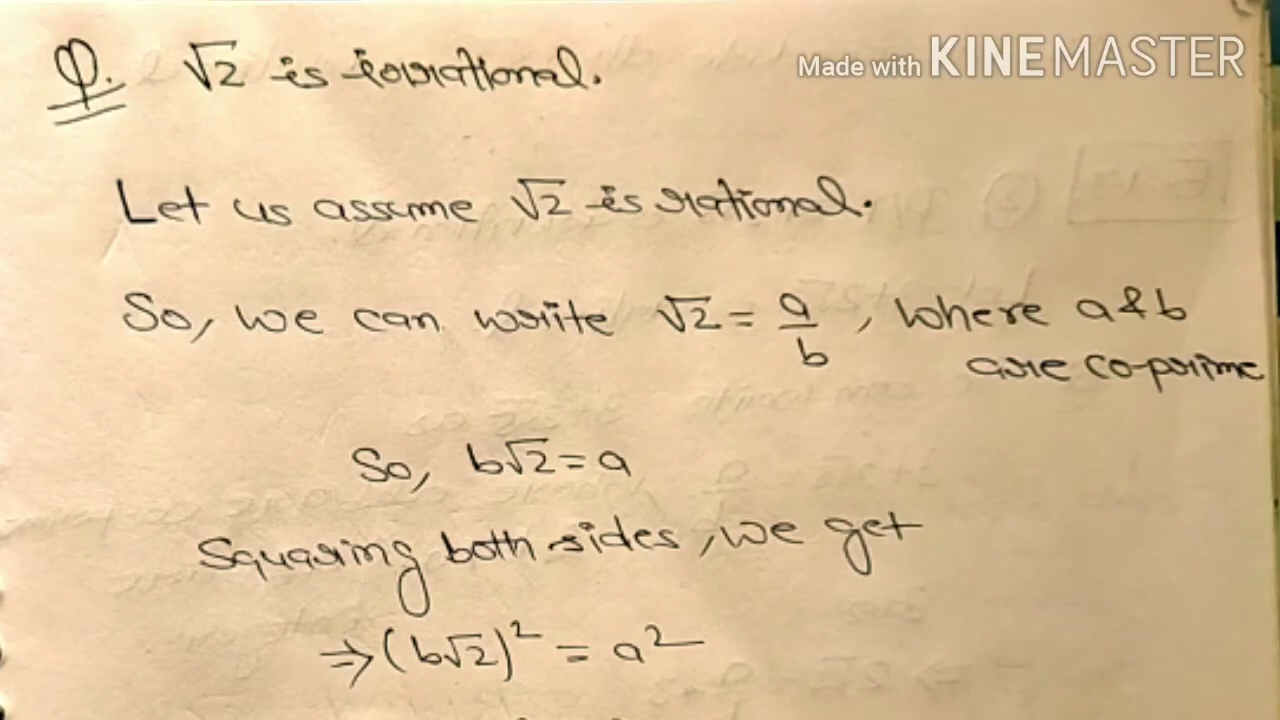 Q. √2 is irrational.
Made with KINEMASTER
Let us assume √2 is rational.
So, we can write √2 = a/b, where a & b
are co-prime
So, b√2 = a
Squaring both sides, we get
⇒ (b√2)² = a²